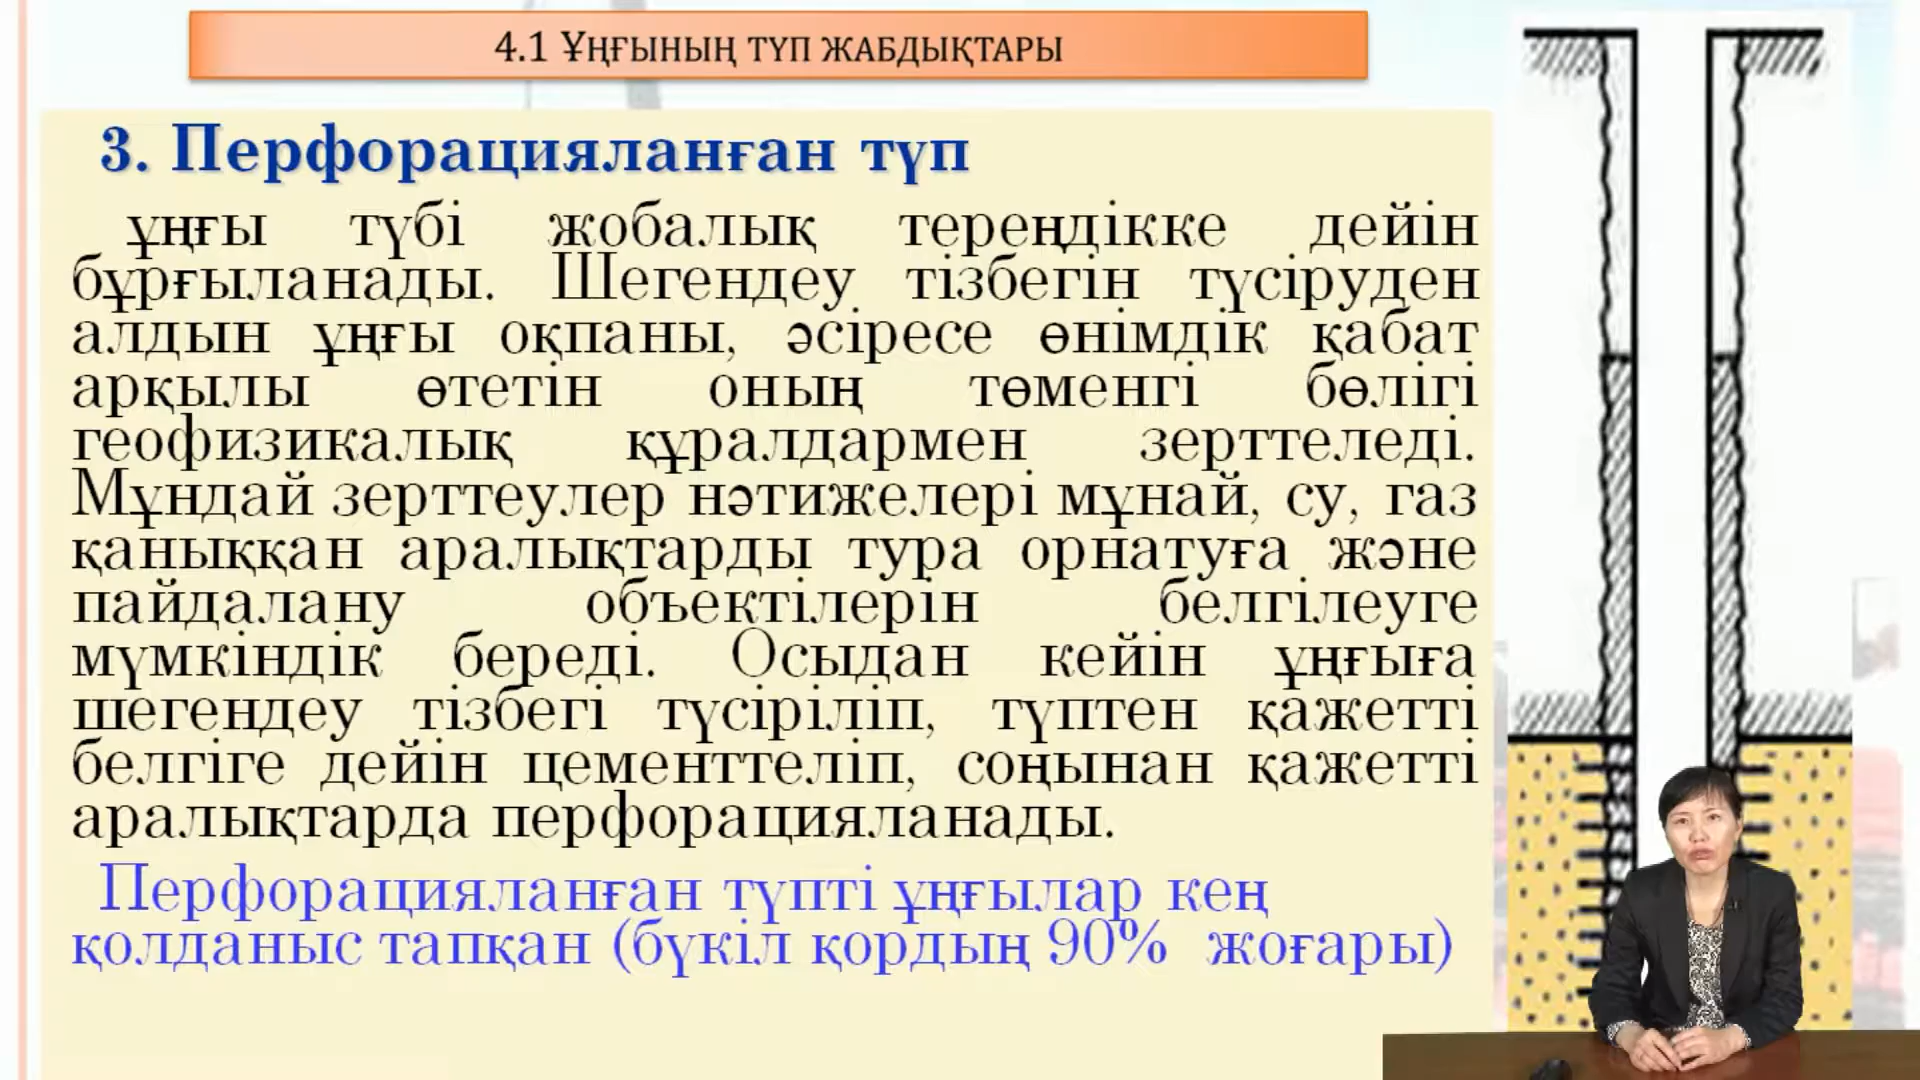 4.1 ҰҢҒЫНЫҢ ТҮП ЖАБДЫҚТАРЫ
3. Перфорацияланған түп
ұңғы түбі жобалық тереңдікке дейін
бұрғыланады. Шегендеу тізбегін түсіруден
алдын ұңғы оқпаны, әсіресе өнімдік қабат
арқылы өтетін оның төменгі бөлігі
геофизикалық құралдармен зерттеледі.
Мұндай зерттеулер нәтижелері мұнай, су, газ
қаныққан аралықтарды тура орнатуға және
пайдалану объектілерін белгілеуге
мүмкіндік береді. Осыдан кейін ұңғыға
шегендеу тізбегі түсіріліп, түптен қажетті
белгіге дейін цементтеліп, соңынан қажетті
аралықтарда перфорацияланады.
Перфорацияланған түпті ұңғылар кең
қолданыс тапқан (бүкіл қордың 90% жоғары)